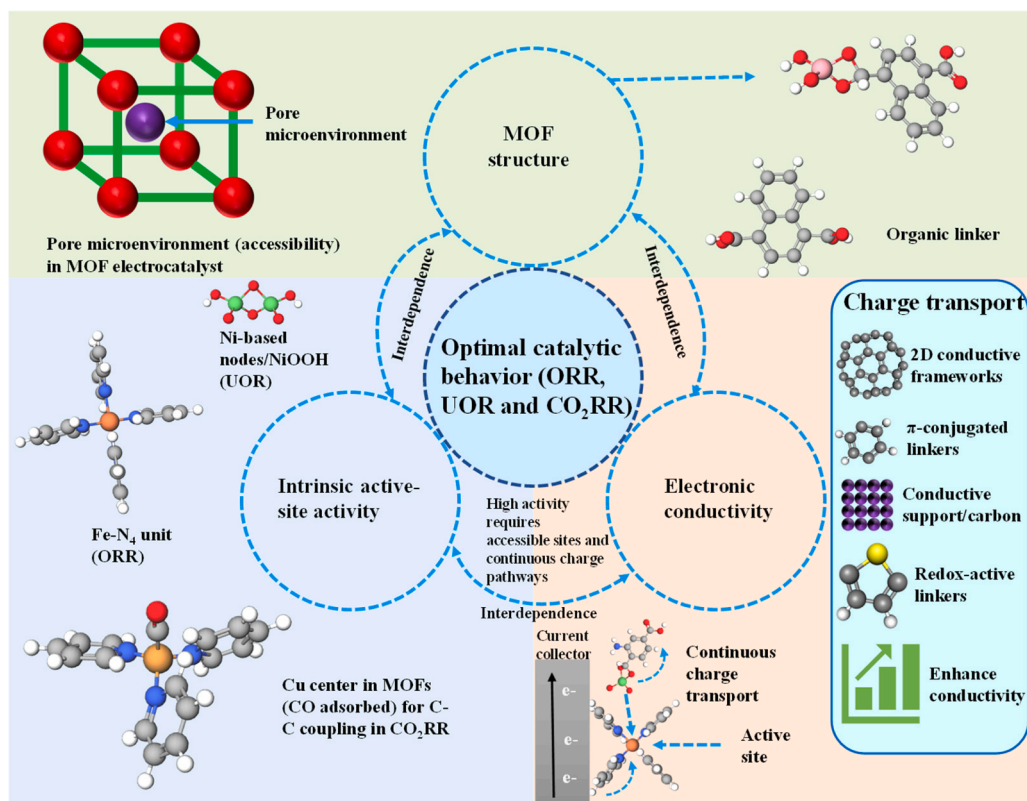 Pore
microenvironment
Pore microenvironment (accessibility)
in MOF electrocatalyst
MOF
structure
Organic linker
Interdependence
Interdependence
Ni-based
nodes/NiOOH
(UOR)
Optimal catalytic
behavior (ORR,
UOR and CO₂RR)
Fe-N₄ unit
(ORR)
Intrinsic active-
site activity
Electronic
conductivity
High activity
requires
accessible sites and
continuous charge
pathways
Interdependence
Cu center in MOFs
(CO adsorbed) for C-
C coupling in CO₂RR
Current
collector
e-
e-
e-
Continuous
charge
transport
Active
site
Charge transport
2D conductive
frameworks
π-conjugated
linkers
Conductive
support/carbon
Redox-active
linkers
Enhance
conductivity